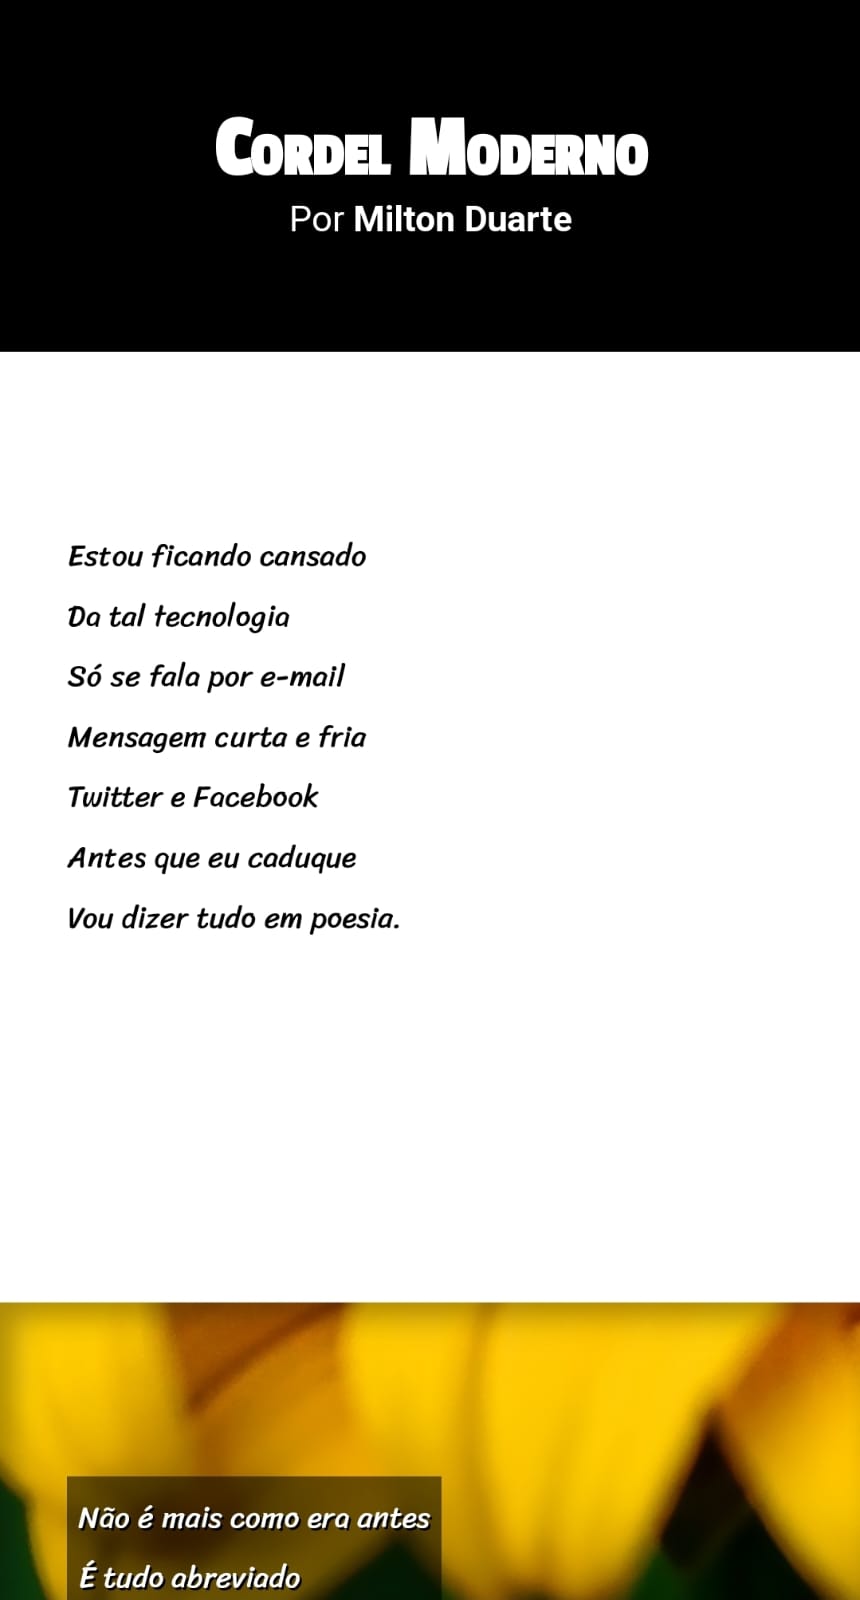 Cordel Moderno
Por Milton Duarte
Estou ficando cansado
Da tal tecnologia
Só se fala por e-mail
Mensagem curta e fria
Twitter e Facebook
Antes que eu caduque
Vou dizer tudo em poesia.
Não é mais como era antes
É tudo abreviado